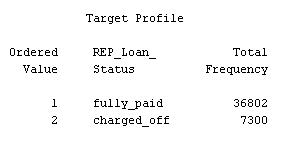 Target Profile
Ordered REP_Loan_ Total
Value Status Frequency
1 fully_paid 36802
2 charged_off 7300